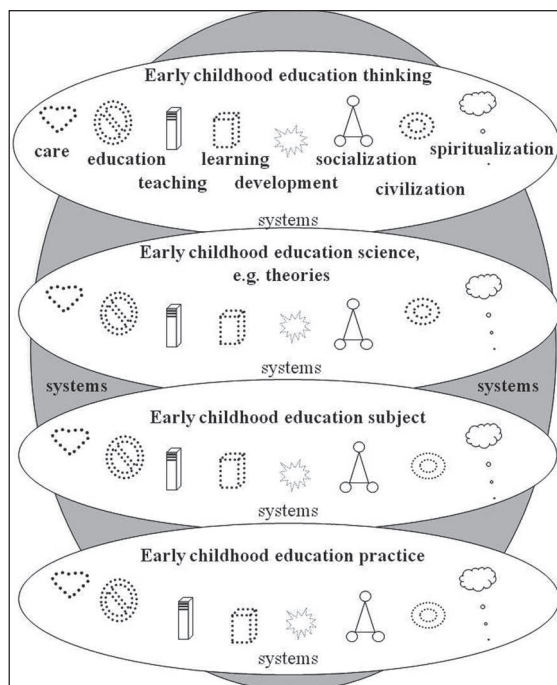 Early childhood education thinking
care education learning socialization spiritualization
teaching development civilization
systems
Early childhood education science,
e.g. theories
systems
systems systems
Early childhood education subject
systems
Early childhood education practice
systems